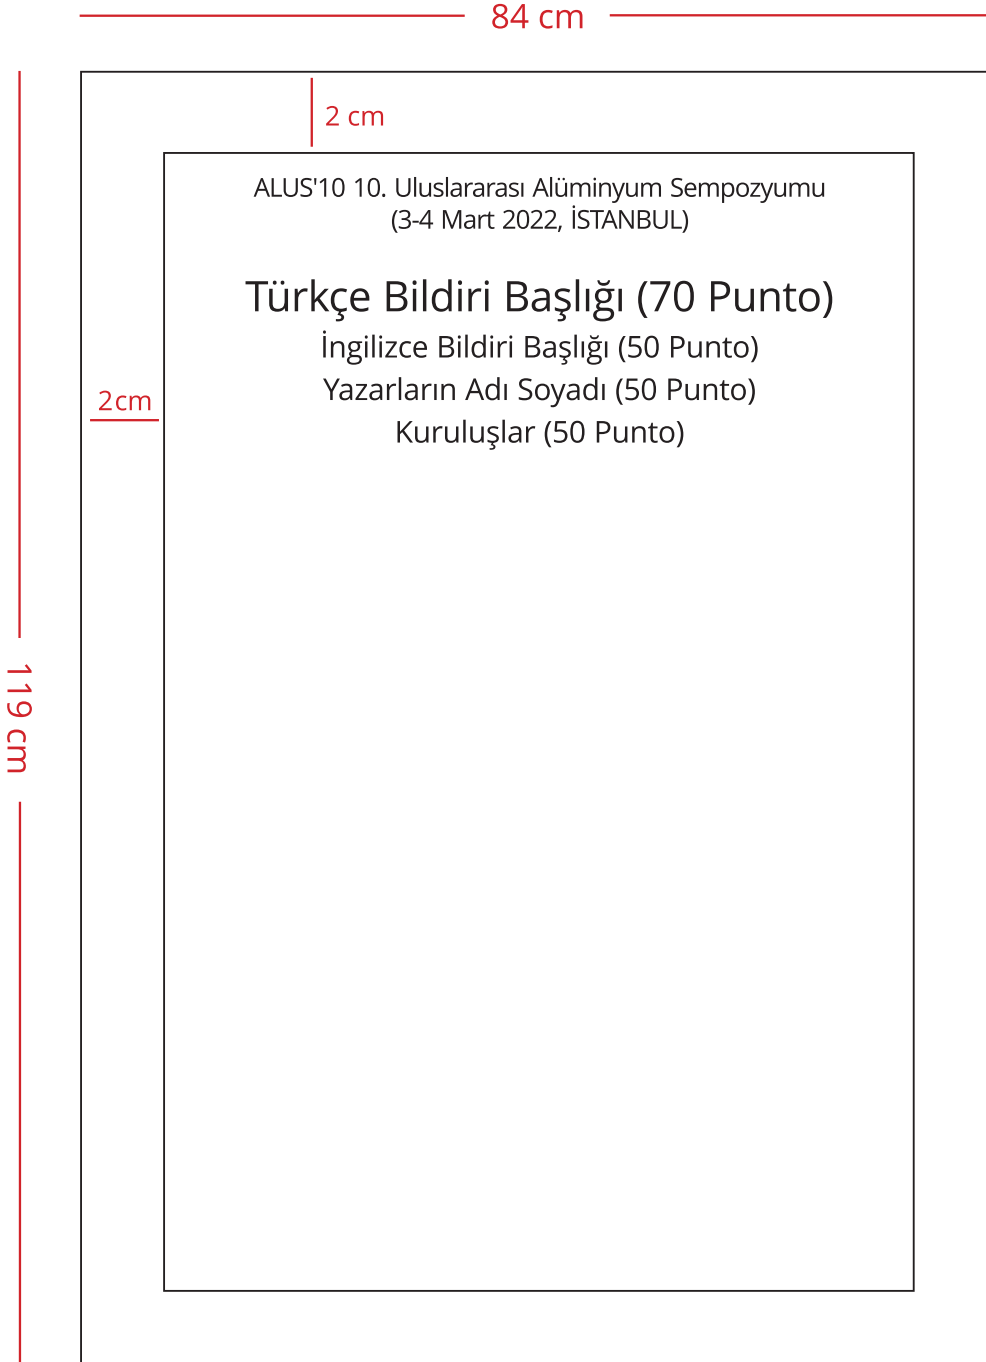 84 cm
2 cm
ALUS'10 10. Uluslararası Alüminyum Sempozyumu
(3-4 Mart 2022, İSTANBUL)
Türkçe Bildiri Başlığı (70 Punto)
İngilizce Bildiri Başlığı (50 Punto)
Yazarların Adı Soyadı (50 Punto)
2cm
Kuruluşlar (50 Punto)
119 cm